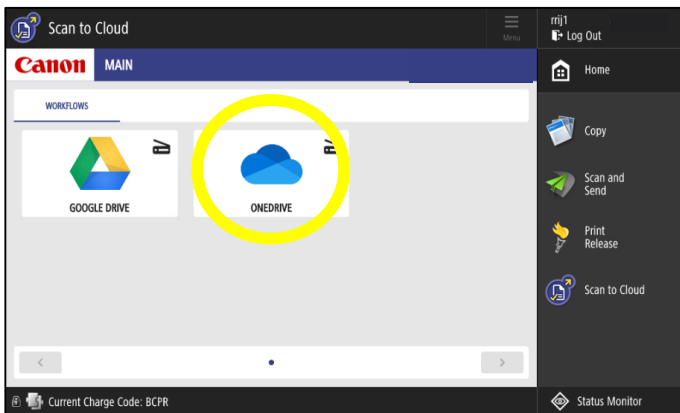 Scan to Cloud
Menu
rrij1
Log Out
Canon
MAIN
Home
WORKFLOWS
Copy
GOOGLE DRIVE
ONEDRIVE
Scan and
Send
Print
Release
Scan to Cloud
Current Charge Code: BCPR
Status Monitor